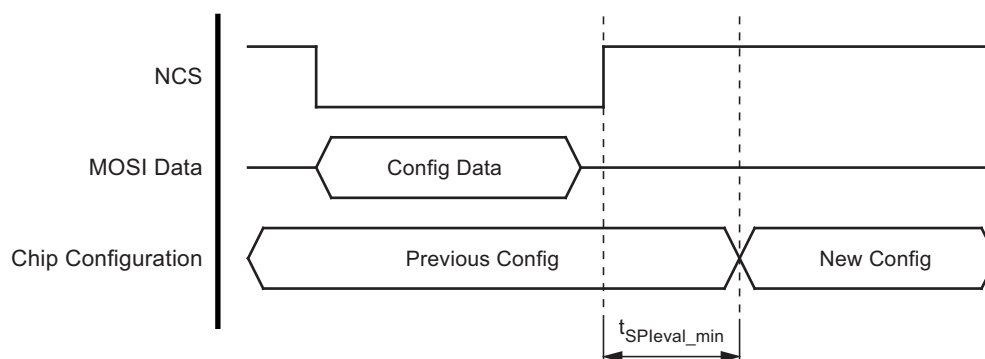 NCS
MOSI Data
Config Data
Chip Configuration
Previous Config
New Config
tSPIeval_min